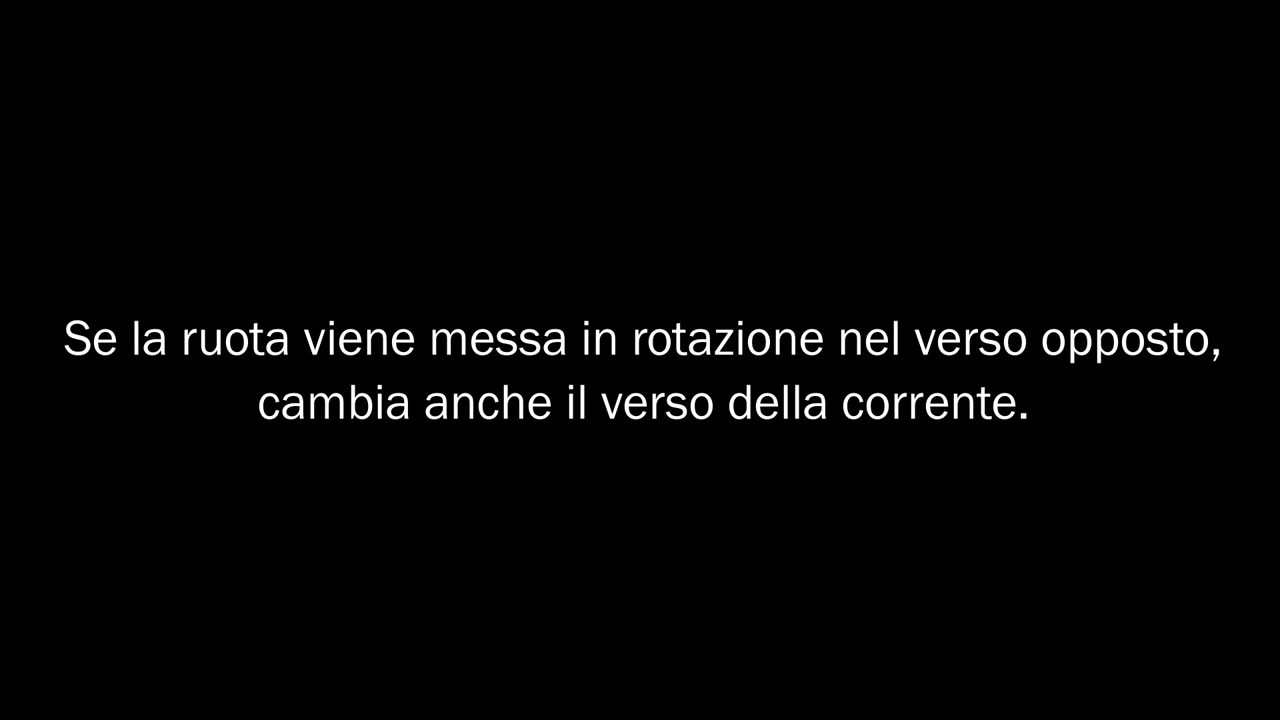 Se la ruota viene messa in rotazione nel verso opposto,
cambia anche il verso della corrente.